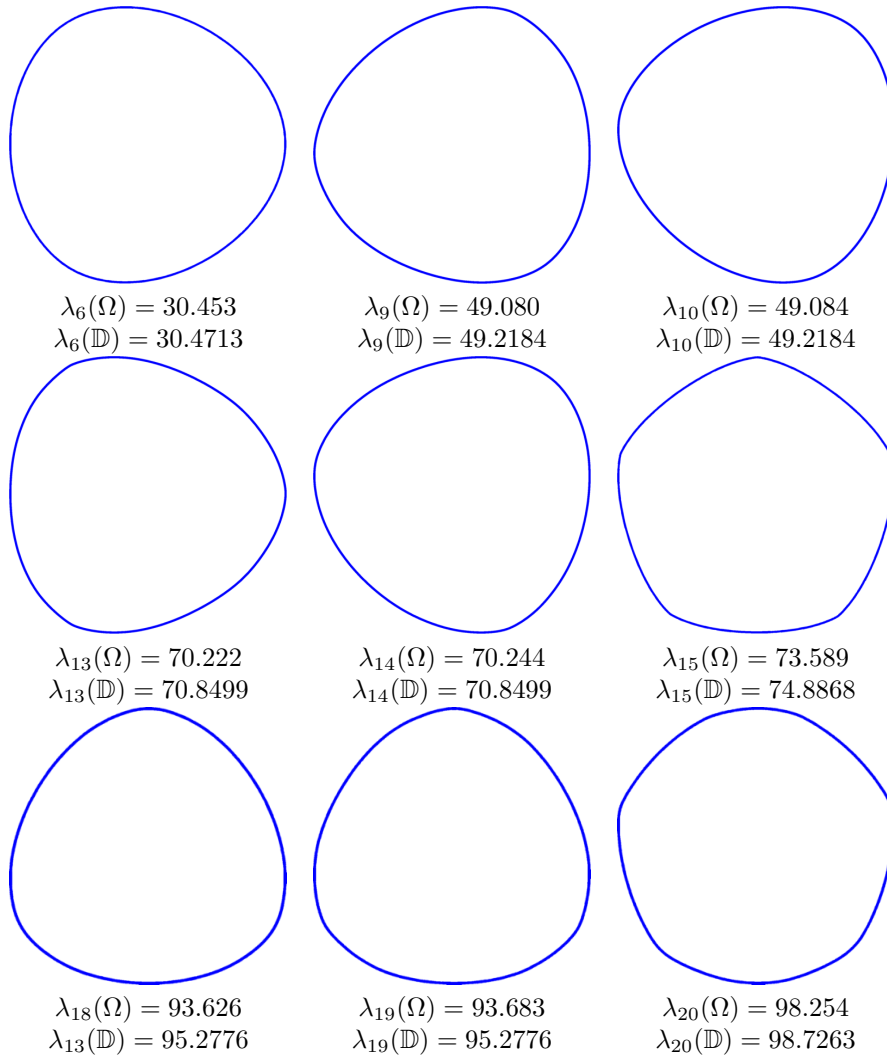 λ₆(Ω) = 30.453 λ₉(Ω) = 49.080 λ₁₀(Ω) = 49.084
λ₆(𝔻) = 30.4713 λ₉(𝔻) = 49.2184 λ₁₀(𝔻) = 49.2184
λ₁₃(Ω) = 70.222 λ₁₄(Ω) = 70.244 λ₁₅(Ω) = 73.589
λ₁₃(𝔻) = 70.8499 λ₁₄(𝔻) = 70.8499 λ₁₅(𝔻) = 74.8868
λ₁₈(Ω) = 93.626 λ₁₉(Ω) = 93.683 λ₂₀(Ω) = 98.254
λ₁₃(𝔻) = 95.2776 λ₁₉(𝔻) = 95.2776 λ₂₀(𝔻) = 98.7263